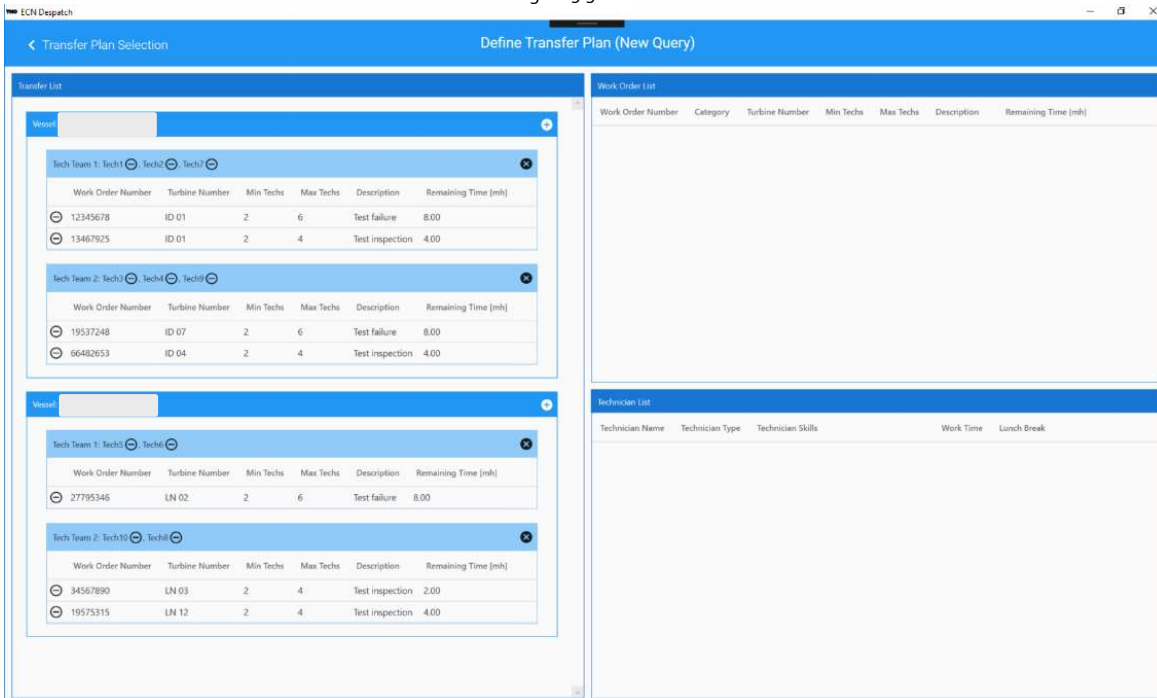 ECN Despatch
Transfer Plan Selection
Define Transfer Plan (New Query)
Transfer List
Vessel:
Tech Team 1: Tech1, Tech2, Tech7
Work Order Number Turbine Number Min Techs Max Techs Description Remaining Time [mh]
12345678 ID 01 2 6 Test failure 8.00
13467925 ID 01 2 4 Test inspection 4.00
Tech Team 2: Tech3, Tech4, Tech9
Work Order Number Turbine Number Min Techs Max Techs Description Remaining Time [mh]
19537248 ID 07 2 6 Test failure 8.00
66482653 ID 04 2 4 Test inspection 4.00
Vessel:
Tech Team 1: Tech5, Tech6
Work Order Number Turbine Number Min Techs Max Techs Description Remaining Time [mh]
27795346 LN 02 2 6 Test failure 8.00
Tech Team 2: Tech10, Tech8
Work Order Number Turbine Number Min Techs Max Techs Description Remaining Time [mh]
34567890 LN 03 2 4 Test inspection 2.00
19575315 LN 12 2 4 Test inspection 4.00
Work Order List
Work Order Number Category Turbine Number Min Techs Max Techs Description Remaining Time [mh]
Technician List
Technician Name Technician Type Technician Skills Work Time Lunch Break